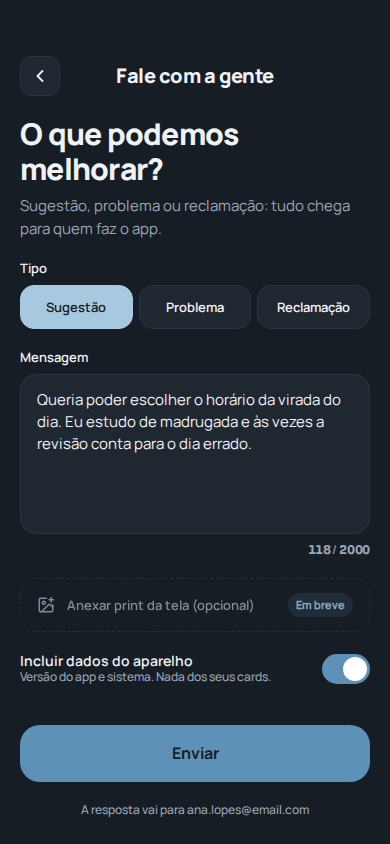 Fale com a gente
O que podemos
melhorar?
Sugestão, problema ou reclamação: tudo chega
para quem faz o app.
Tipo
Sugestão
Problema
Reclamação
Mensagem
Queria poder escolher o horário da virada do
dia. Eu estudo de madrugada e às vezes a
revisão conta para o dia errado.
118 / 2000
Anexar print da tela (opcional)
Em breve
Incluir dados do aparelho
Versão do app e sistema. Nada dos seus cards.
Enviar
A resposta vai para ana.lopes@email.com